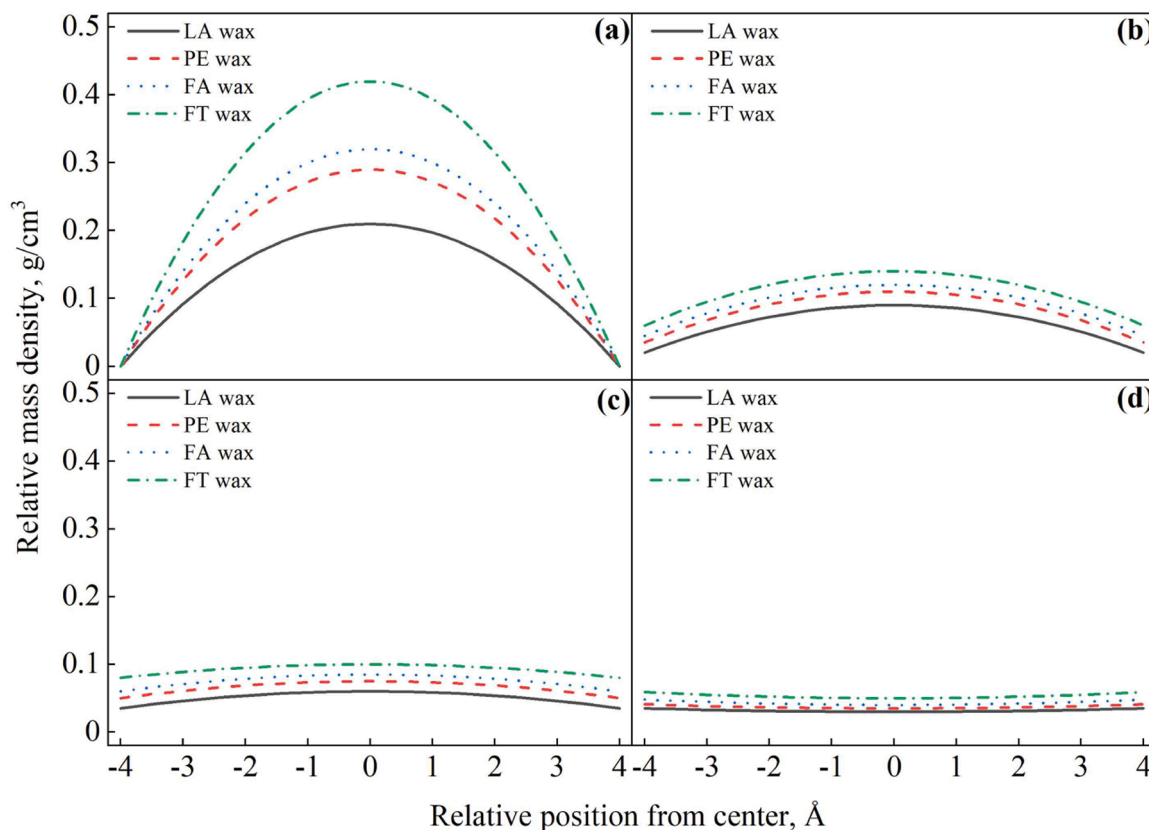 Relative mass density, g/cm³
0.5
0.4
0.3
0.2
0.1
0
LA wax
PE wax
FA wax
FT wax
(a)
LA wax
PE wax
FA wax
FT wax
(b)
0.5
0.4
0.3
0.2
0.1
0
LA wax
PE wax
FA wax
FT wax
(c)
LA wax
PE wax
FA wax
FT wax
(d)
-4 -3 -2 -1 0 1 2 3 4
-4 -3 -2 -1 0 1 2 3 4
Relative position from center, Å